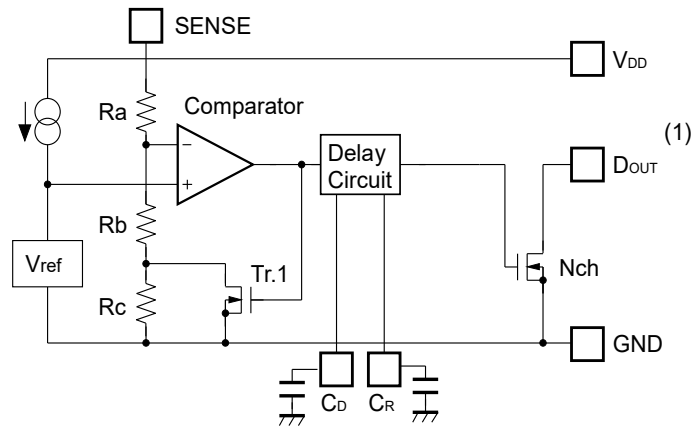 SENSE
VDD
Ra
Comparator
(1)
−
Delay
Circuit
DOUT
+
Rb
Vref
Tr.1
Nch
Rc
GND
CD
CR